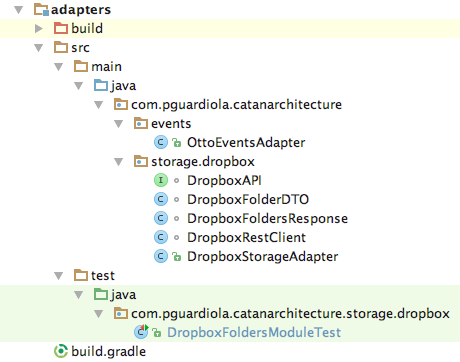 adapters
build
src
main
java
com.pguardiola.catanarchitecture
events
OttoEventsAdapter
storage.dropbox
DropboxAPI
DropboxFolderDTO
DropboxFoldersResponse
DropboxRestClient
DropboxStorageAdapter
test
java
com.pguardiola.catanarchitecture.storage.dropbox
DropboxFoldersModuleTest
build.gradle